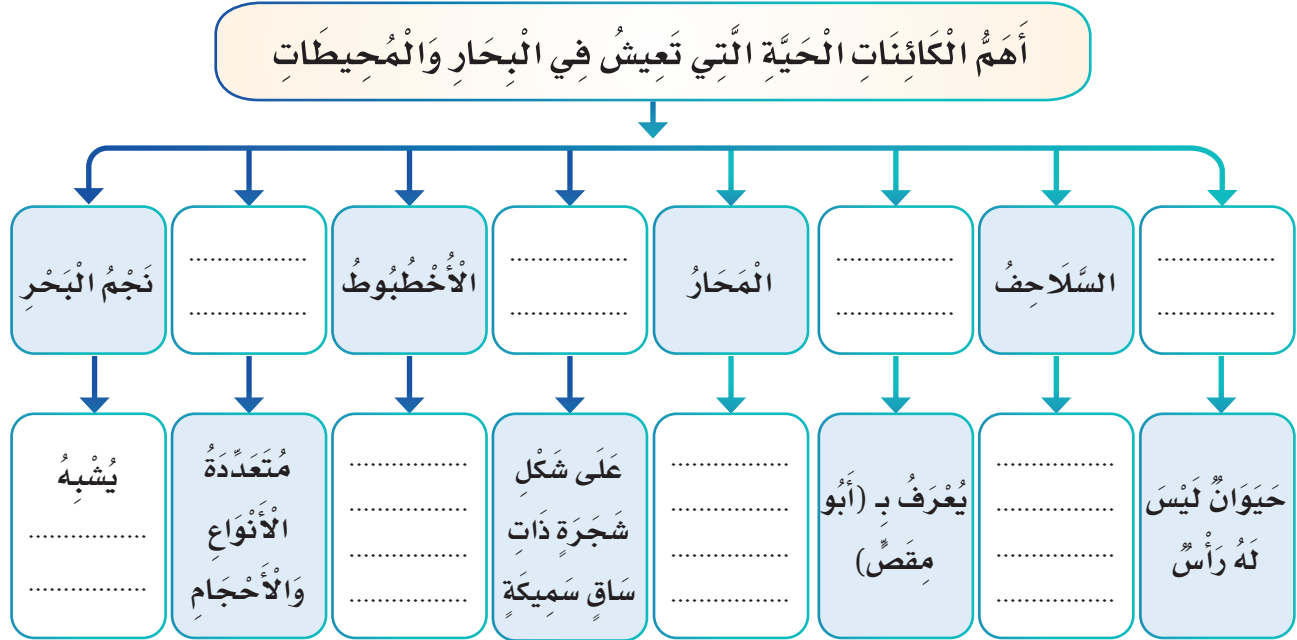 أَهَمُّ الْكَائِنَاتِ الْحَيَّةِ الَّتِي تَعِيشُ فِي الْبِحَارِ وَالْمُحِيطَاتِ
..................
..................
السَّلَاحِفُ
..................
..................
الْمَحَارُ
..................
..................
الْأُخْطُبُوطُ
..................
..................
نَجْمُ الْبَحْرِ
حَيَوَانٌ لَيْسَ
لَهُ رَأْسٌ
..................
..................
..................
..................
يُعْرَفُ بِـ (أَبُو
مِقَصٍّ)
..................
..................
..................
..................
عَلَى شَكْلِ
شَجَرَةٍ ذَاتِ
سَاقٍ سَمِيكَةٍ
..................
..................
..................
..................
مُتَعَدِّدَةُ
الْأَنْوَاعِ
وَالْأَحْجَامِ
يُشْبِهُ
..................
..................